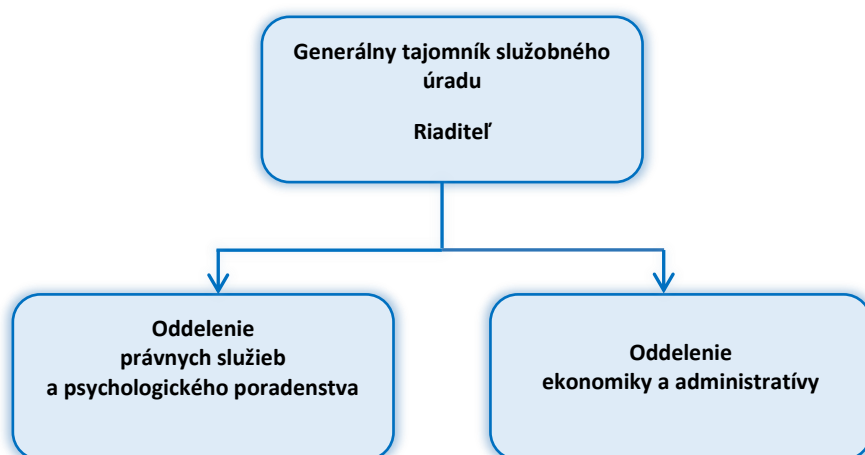 Generálny tajomník služobného
úradu
Riaditeľ
Oddelenie
právnych služieb
a psychologického poradenstva
Oddelenie
ekonomiky a administratívy